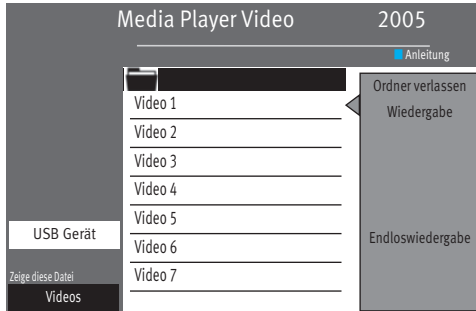 Media Player Video 2005
Anleitung
Ordner verlassen
Video 1
Wiedergabe
Video 2
Video 3
Video 4
Video 5
USB Gerät
Endloswiedergabe
Video 6
Zeige diese Datei
Video 7
Videos